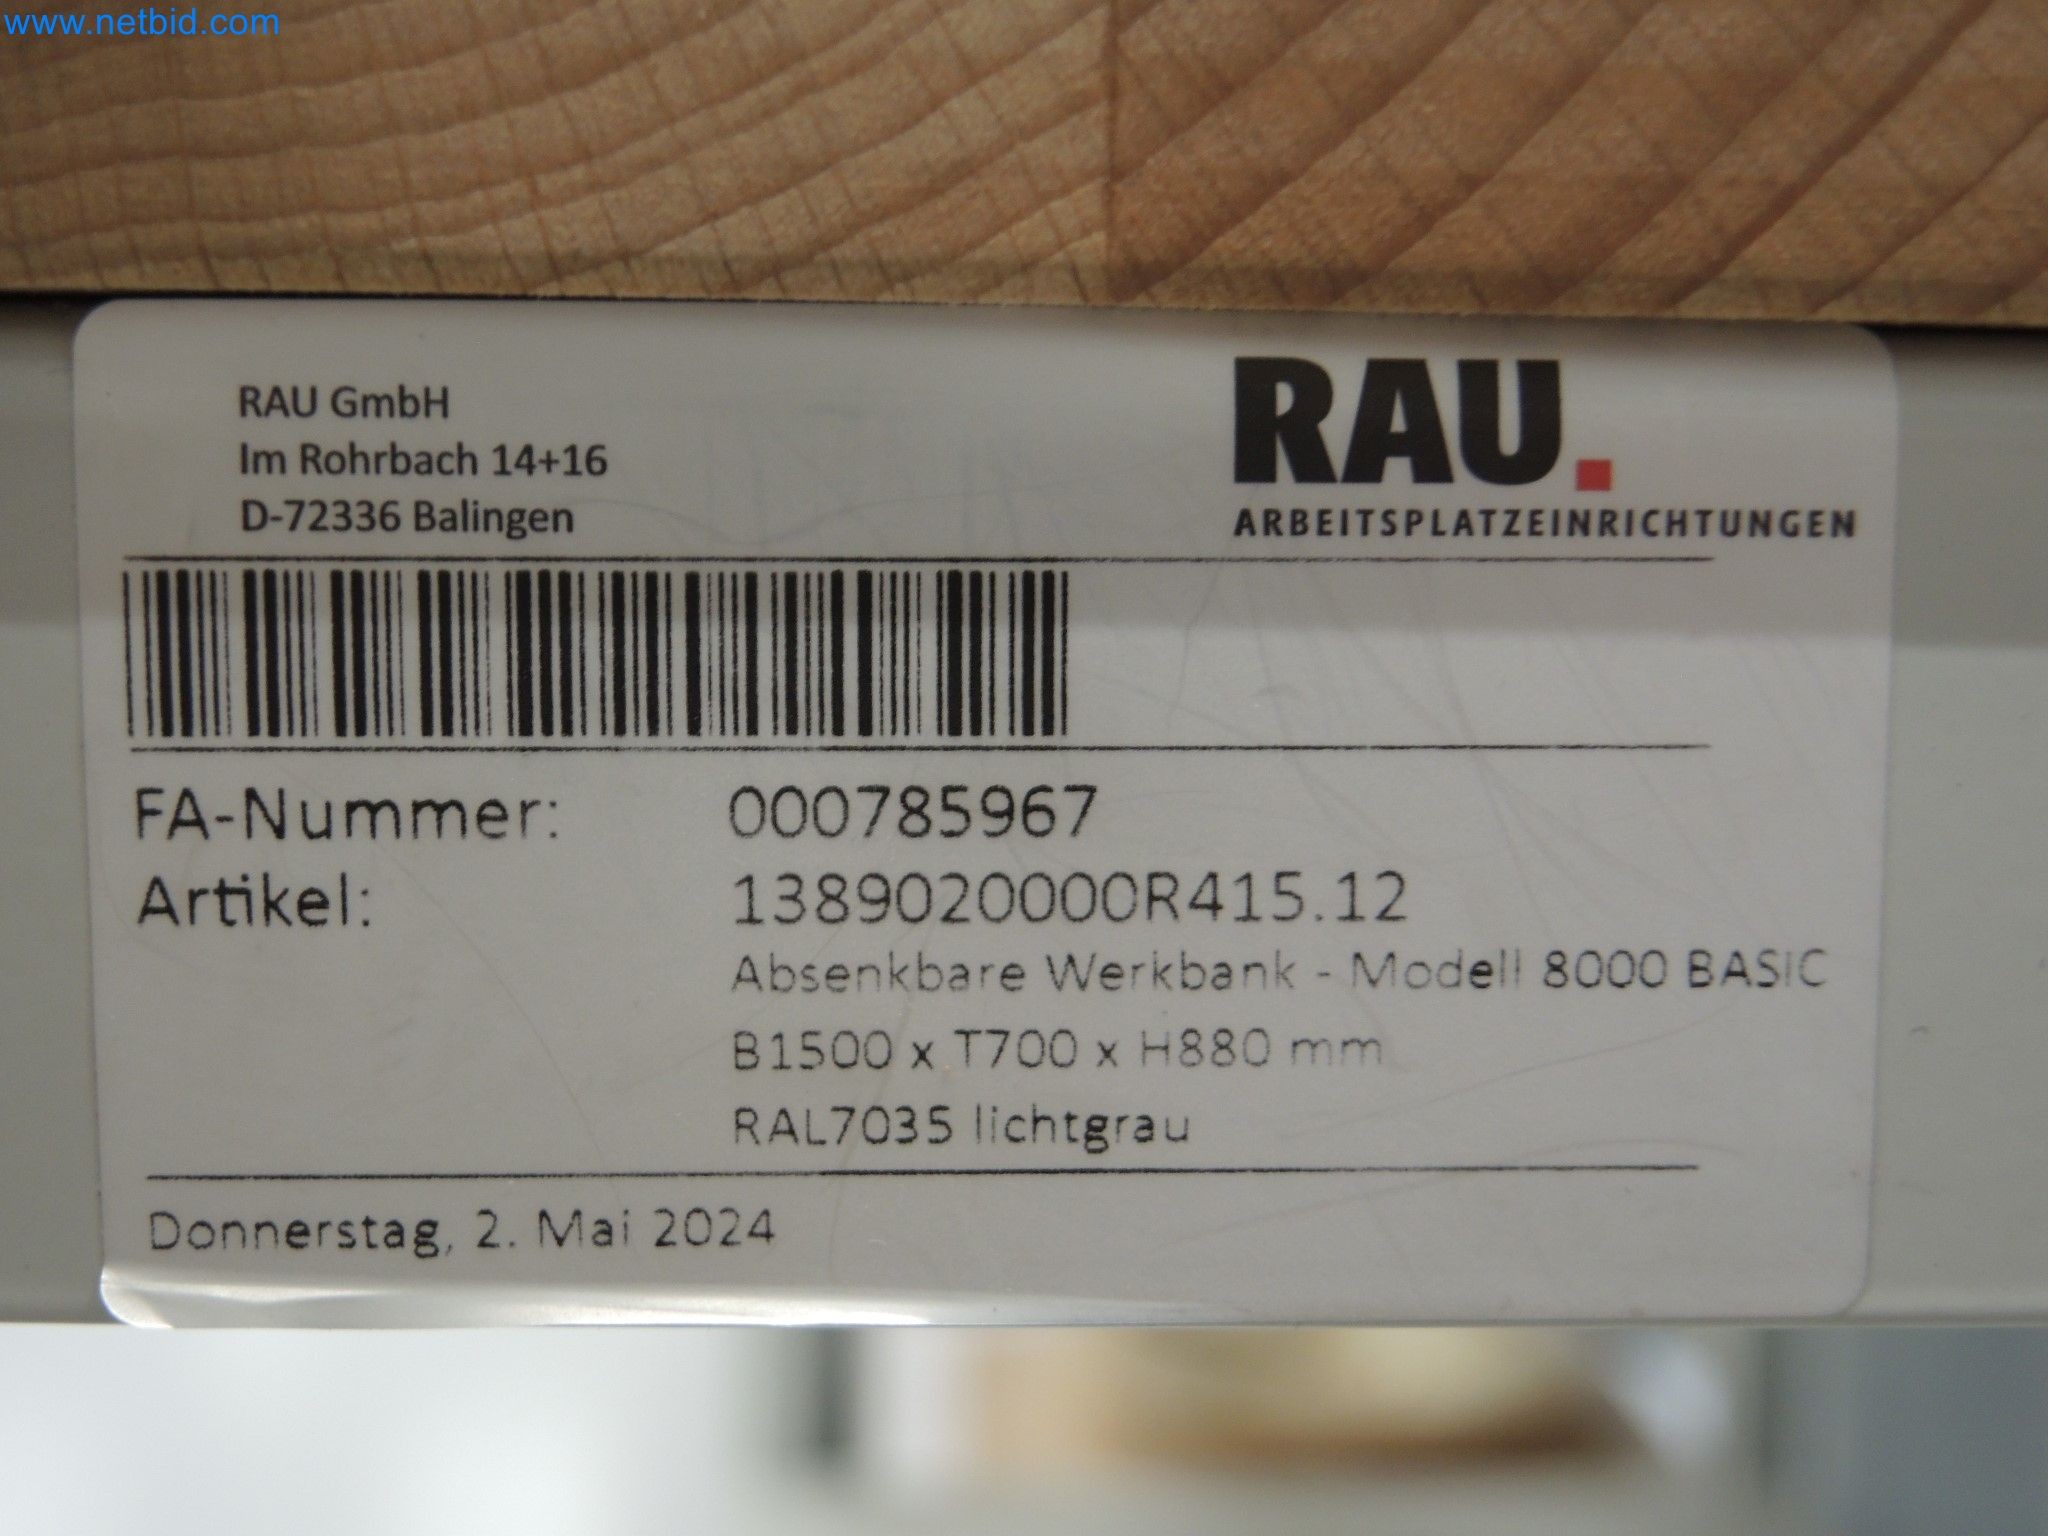 www.netbid.com
RAU GmbH
Im Rohrbach 14+16
D-72336 Balingen
RAU.
ARBEITSPLATZEINRICHTUNGEN
FA-Nummer: 000785967
Artikel: 1389020000R415.12
Absenkbare Werkbank - Modell 8000 BASIC
B1500 x T700 x H880 mm
RAL7035 lichtgrau
Donnerstag, 2. Mai 2024